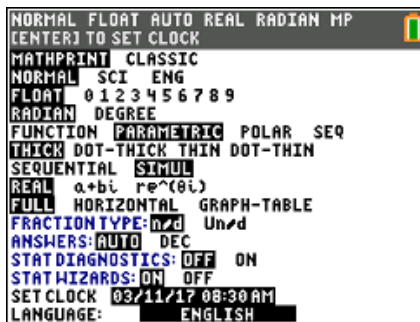 NORMAL FLOAT AUTO REAL RADIAN MP
[ENTER] TO SET CLOCK
MATHPRINT CLASSIC
NORMAL SCI ENG
FLOAT 0 1 2 3 4 5 6 7 8 9
RADIAN DEGREE
FUNCTION PARAMETRIC POLAR SEQ
THICK DOT-THICK THIN DOT-THIN
SEQUENTIAL SIMUL
REAL a+bi re^(θi)
FULL HORIZONTAL GRAPH-TABLE
FRACTION TYPE: n/d Un/d
ANSWERS: AUTO DEC
STAT DIAGNOSTICS: OFF ON
STAT WIZARDS: ON OFF
SET CLOCK 03/11/17 08:30 AM
LANGUAGE: ENGLISH